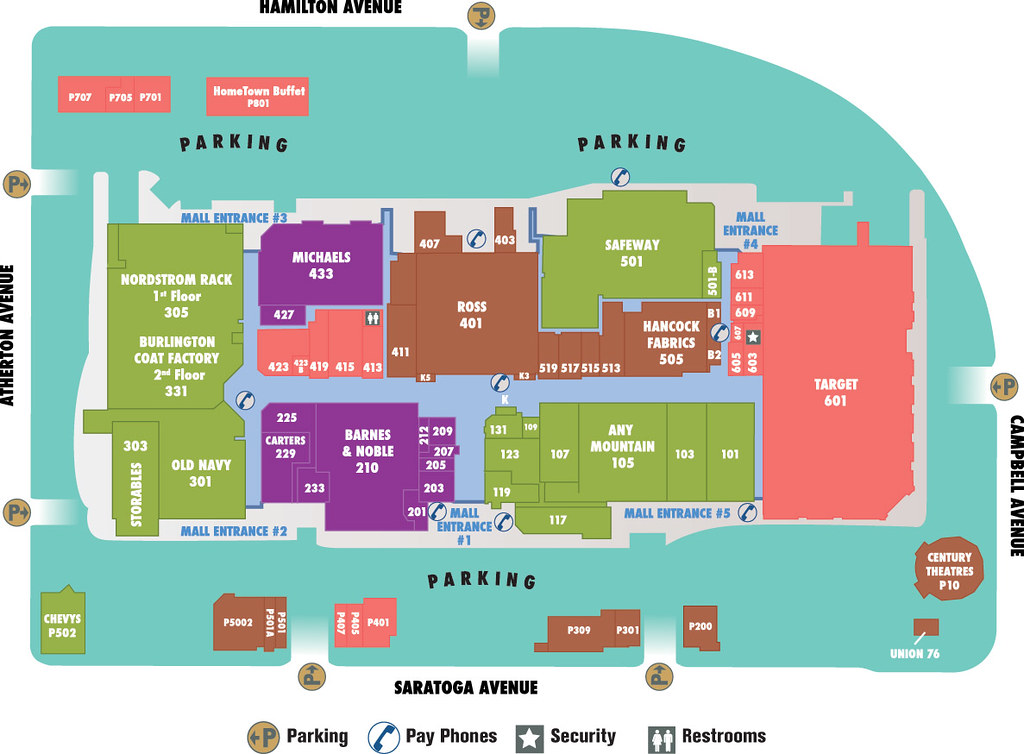 HAMILTON AVENUE
P
P707
P705
P701
HomeTown Buffet
P801
PARKING
PARKING
P
MALL ENTRANCE #3
MALL
ENTRANCE
#4
407
403
MICHAELS
433
SAFEWAY
501
501-B
NORDSTROM RACK
1st Floor
305
BURLINGTON
COAT FACTORY
2nd Floor
331
427
ROSS
401
613
611
609
607
605
603
B1
B2
HANCOCK
FABRICS
505
423
423
B
419
415
413
411
519
517
515
513
K5
K3
K
TARGET
601
P
ATHERTON AVENUE
CAMPBELL AVENUE
225
CARTERS
229
233
BARNES
& NOBLE
210
212
209
207
205
203
201
131
109
123
119
107
ANY
MOUNTAIN
105
103
101
117
303
STORABLES
OLD NAVY
301
P
MALL ENTRANCE #2
MALL
ENTRANCE
#1
MALL ENTRANCE #5
PARKING
CENTURY
THEATRES
P10
CHEVYS
P502
P5002
P501A
P501
P407
P405
P401
P309
P301
P200
UNION 76
P
P
SARATOGA AVENUE
P
Parking
Pay Phones
Security
Restrooms